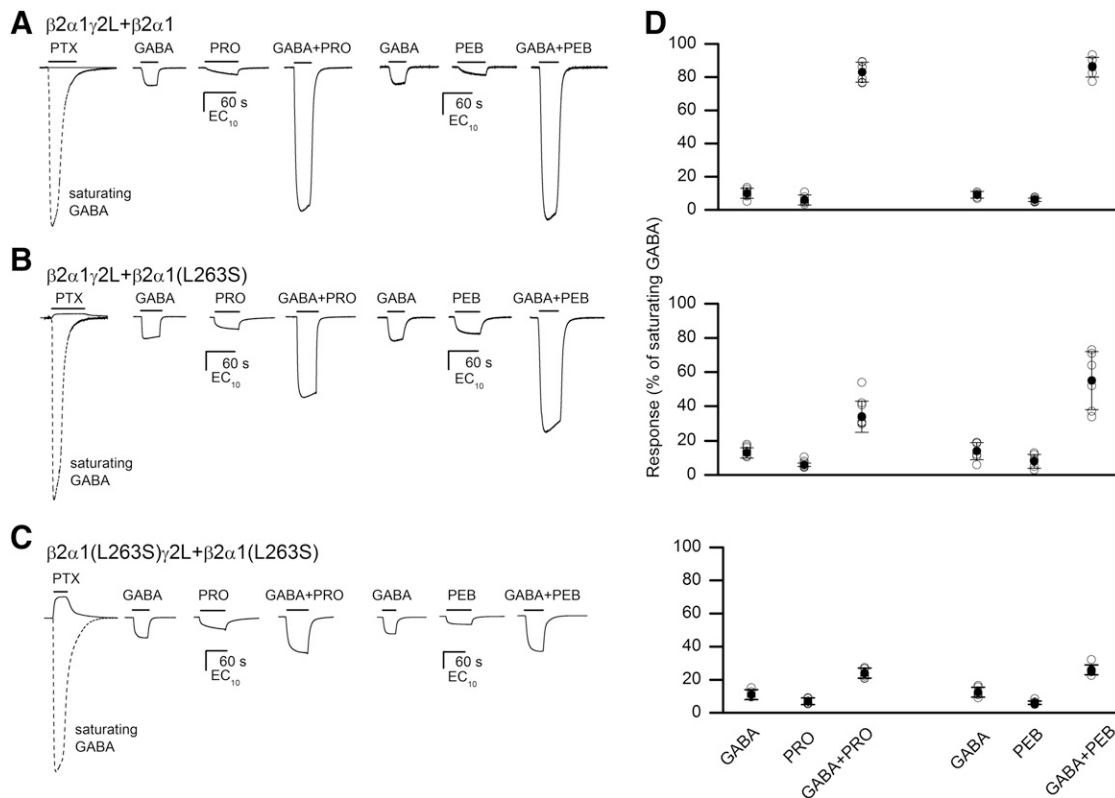 A
β2α1γ2L+β2α1
PTX GABA PRO GABA+PRO GABA PEB GABA+PEB
60 s
EC10
60 s
EC10
saturating
GABA
B
β2α1γ2L+β2α1(L263S)
PTX GABA PRO GABA+PRO GABA PEB GABA+PEB
60 s
EC10
60 s
EC10
saturating
GABA
C
β2α1(L263S)γ2L+β2α1(L263S)
PTX
GABA PRO GABA+PRO GABA PEB GABA+PEB
60 s
EC10
60 s
EC10
saturating
GABA
D
Response (% of saturating GABA)
100
80
60
40
20
0
100
80
60
40
20
0
100
80
60
40
20
0
GABA PRO GABA+PRO GABA PEB GABA+PEB